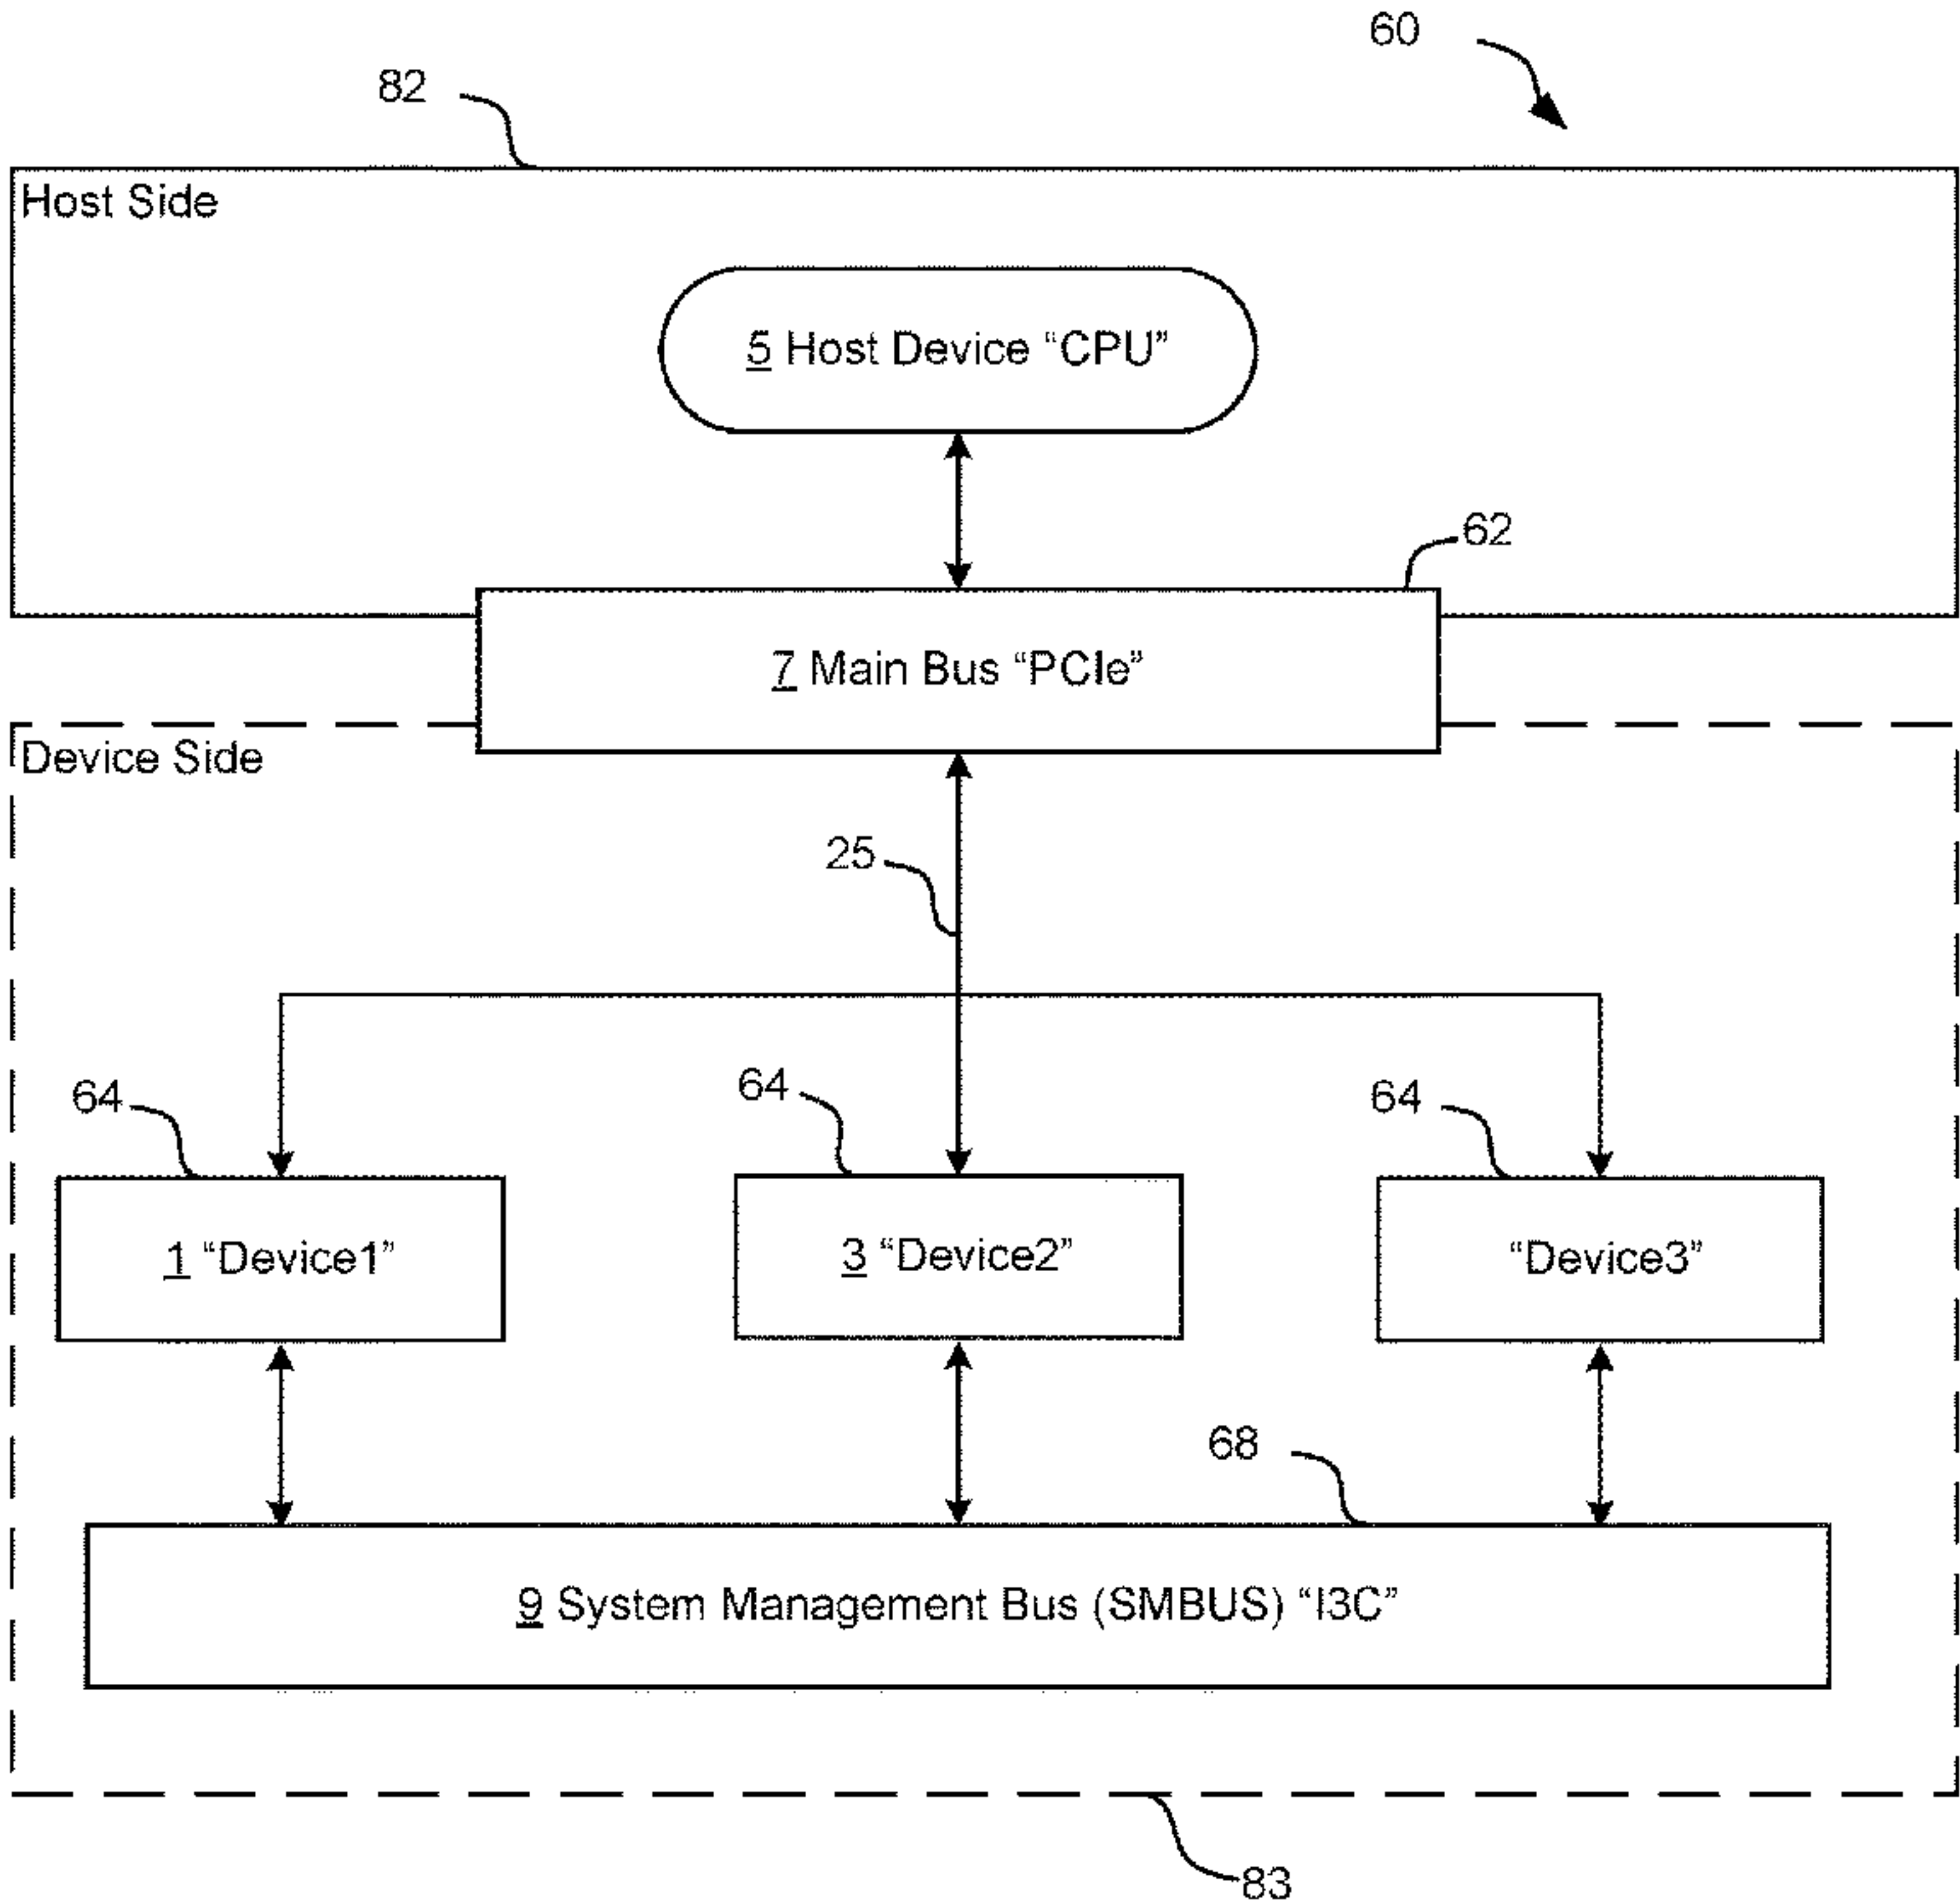 60
82
Host Side
5 Host Device “CPU”
62
7 Main Bus “PCIe”
Device Side
25
64
64
64
1 “Device1”
3 “Device2”
“Device3”
68
9 System Management Bus (SMBUS) “I3C”
83